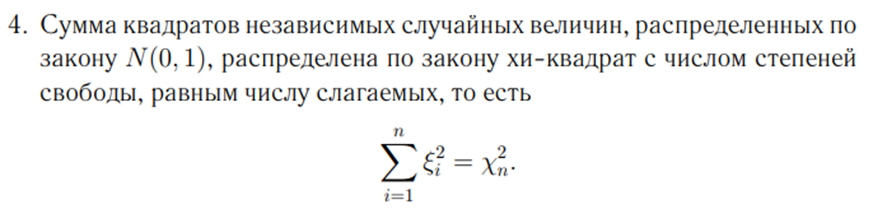 4. Сумма квадратов независимых случайных величин, распределенных по
закону N(0, 1), распределена по закону хи-квадрат с числом степеней
свободы, равным числу слагаемых, то есть
$$\sum_{i=1}^{n} \xi_i^2 = \chi_n^2.$$